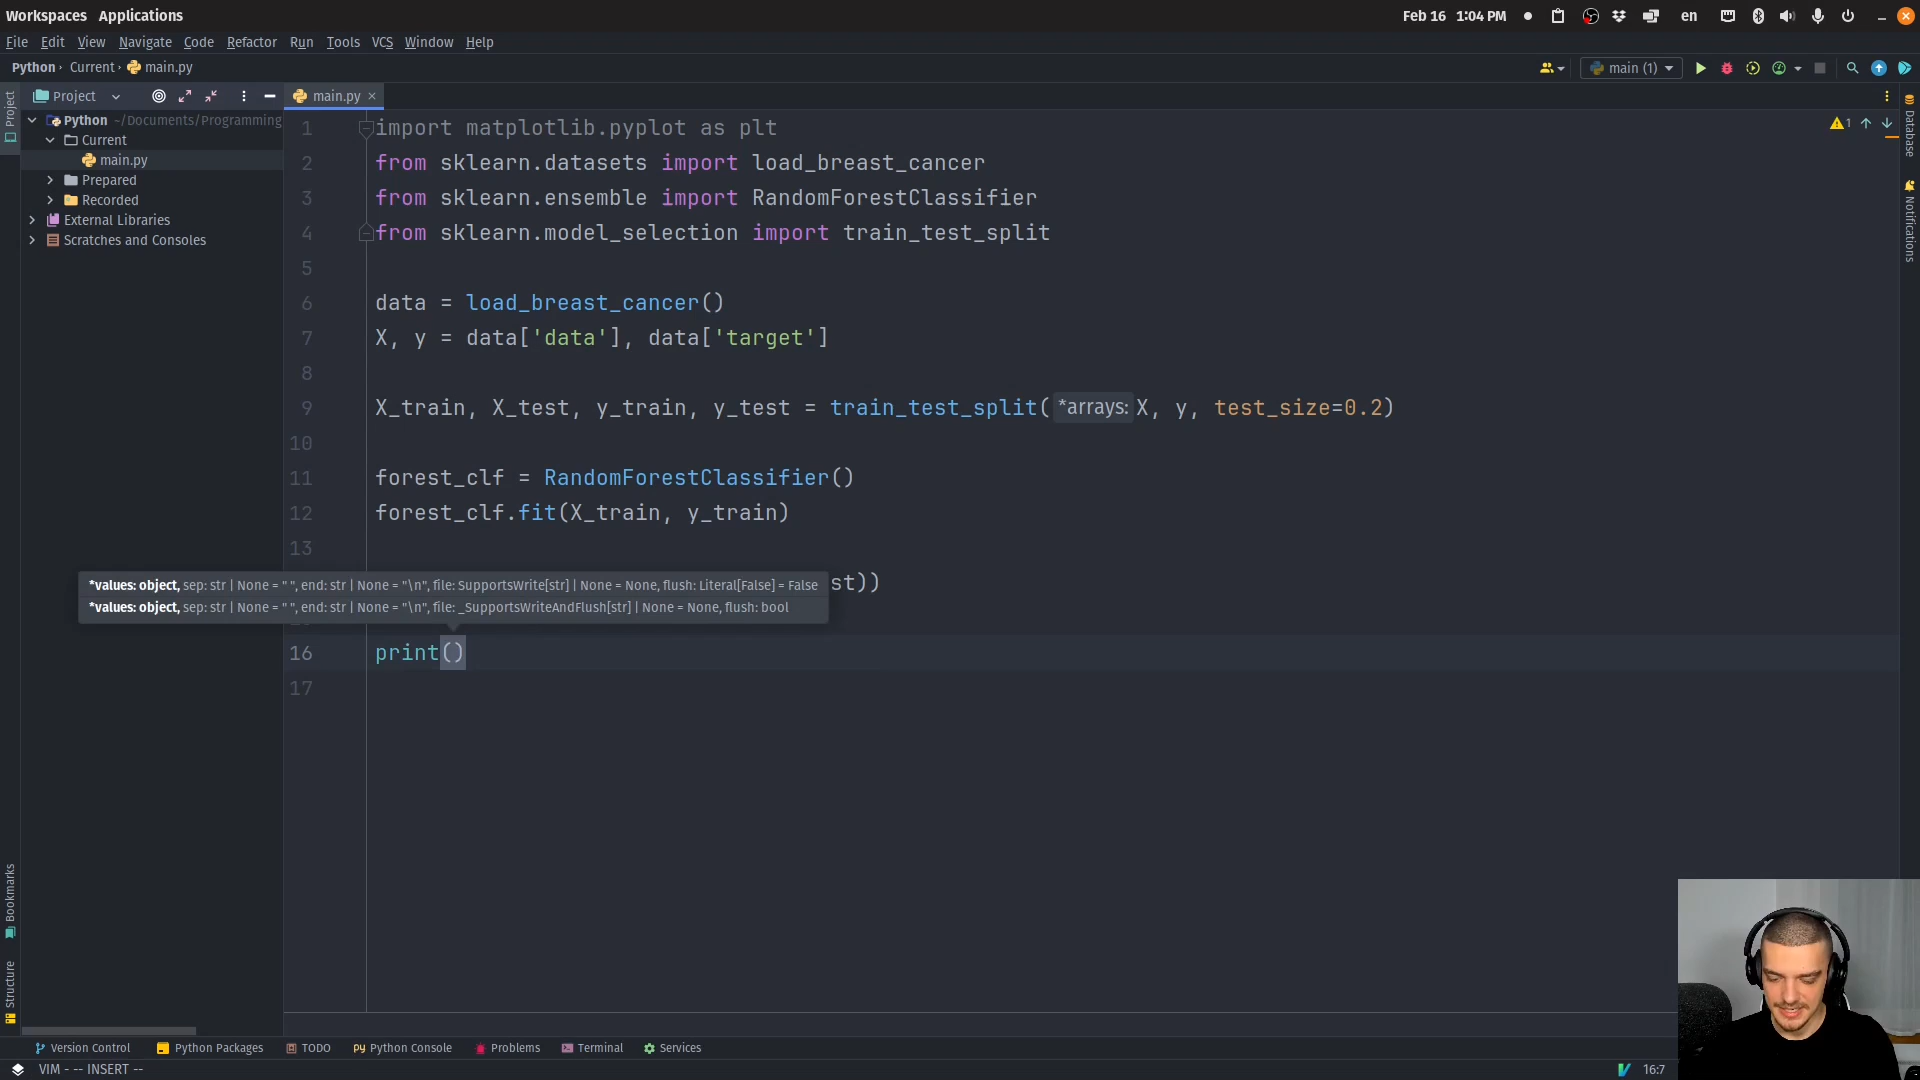 Workspaces Applications
Feb 16 1:04 PM
en
File Edit View Navigate Code Refactor Run Tools VCS Window Help
Python Current main.py
main (1)
Project
main.py
Python ~/Documents/Programming
Current
main.py
Prepared
Recorded
External Libraries
Scratches and Consoles
Project
Bookmarks
Structure
Database
Notifications
1
1 import matplotlib.pyplot as plt
2 from sklearn.datasets import load_breast_cancer
3 from sklearn.ensemble import RandomForestClassifier
4 from sklearn.model_selection import train_test_split
5
6 data = load_breast_cancer()
7 X, y = data['data'], data['target']
8
9 X_train, X_test, y_train, y_test = train_test_split(*arrays: X, y, test_size=0.2)
10
11 forest_clf = RandomForestClassifier()
12 forest_clf.fit(X_train, y_train)
13
st))
*values: object, sep: str | None = " ", end: str | None = "\n", file: SupportsWrite[str] | None = None, flush: Literal[False] = False
*values: object, sep: str | None = " ", end: str | None = "\n", file: _SupportsWriteAndFlush[str] | None = None, flush: bool
16 print()
17
Version Control Python Packages TODO Python Console Problems Terminal Services
VIM - -- INSERT --
16:7